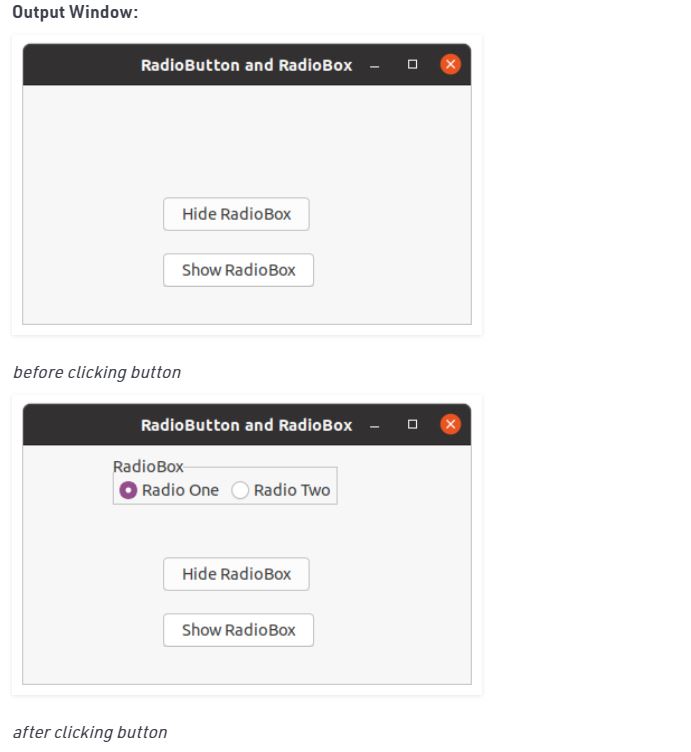 Output Window:
RadioButton and RadioBox
Hide RadioBox
Show RadioBox
before clicking button
RadioButton and RadioBox
RadioBox
Radio One Radio Two
Hide RadioBox
Show RadioBox
after clicking button